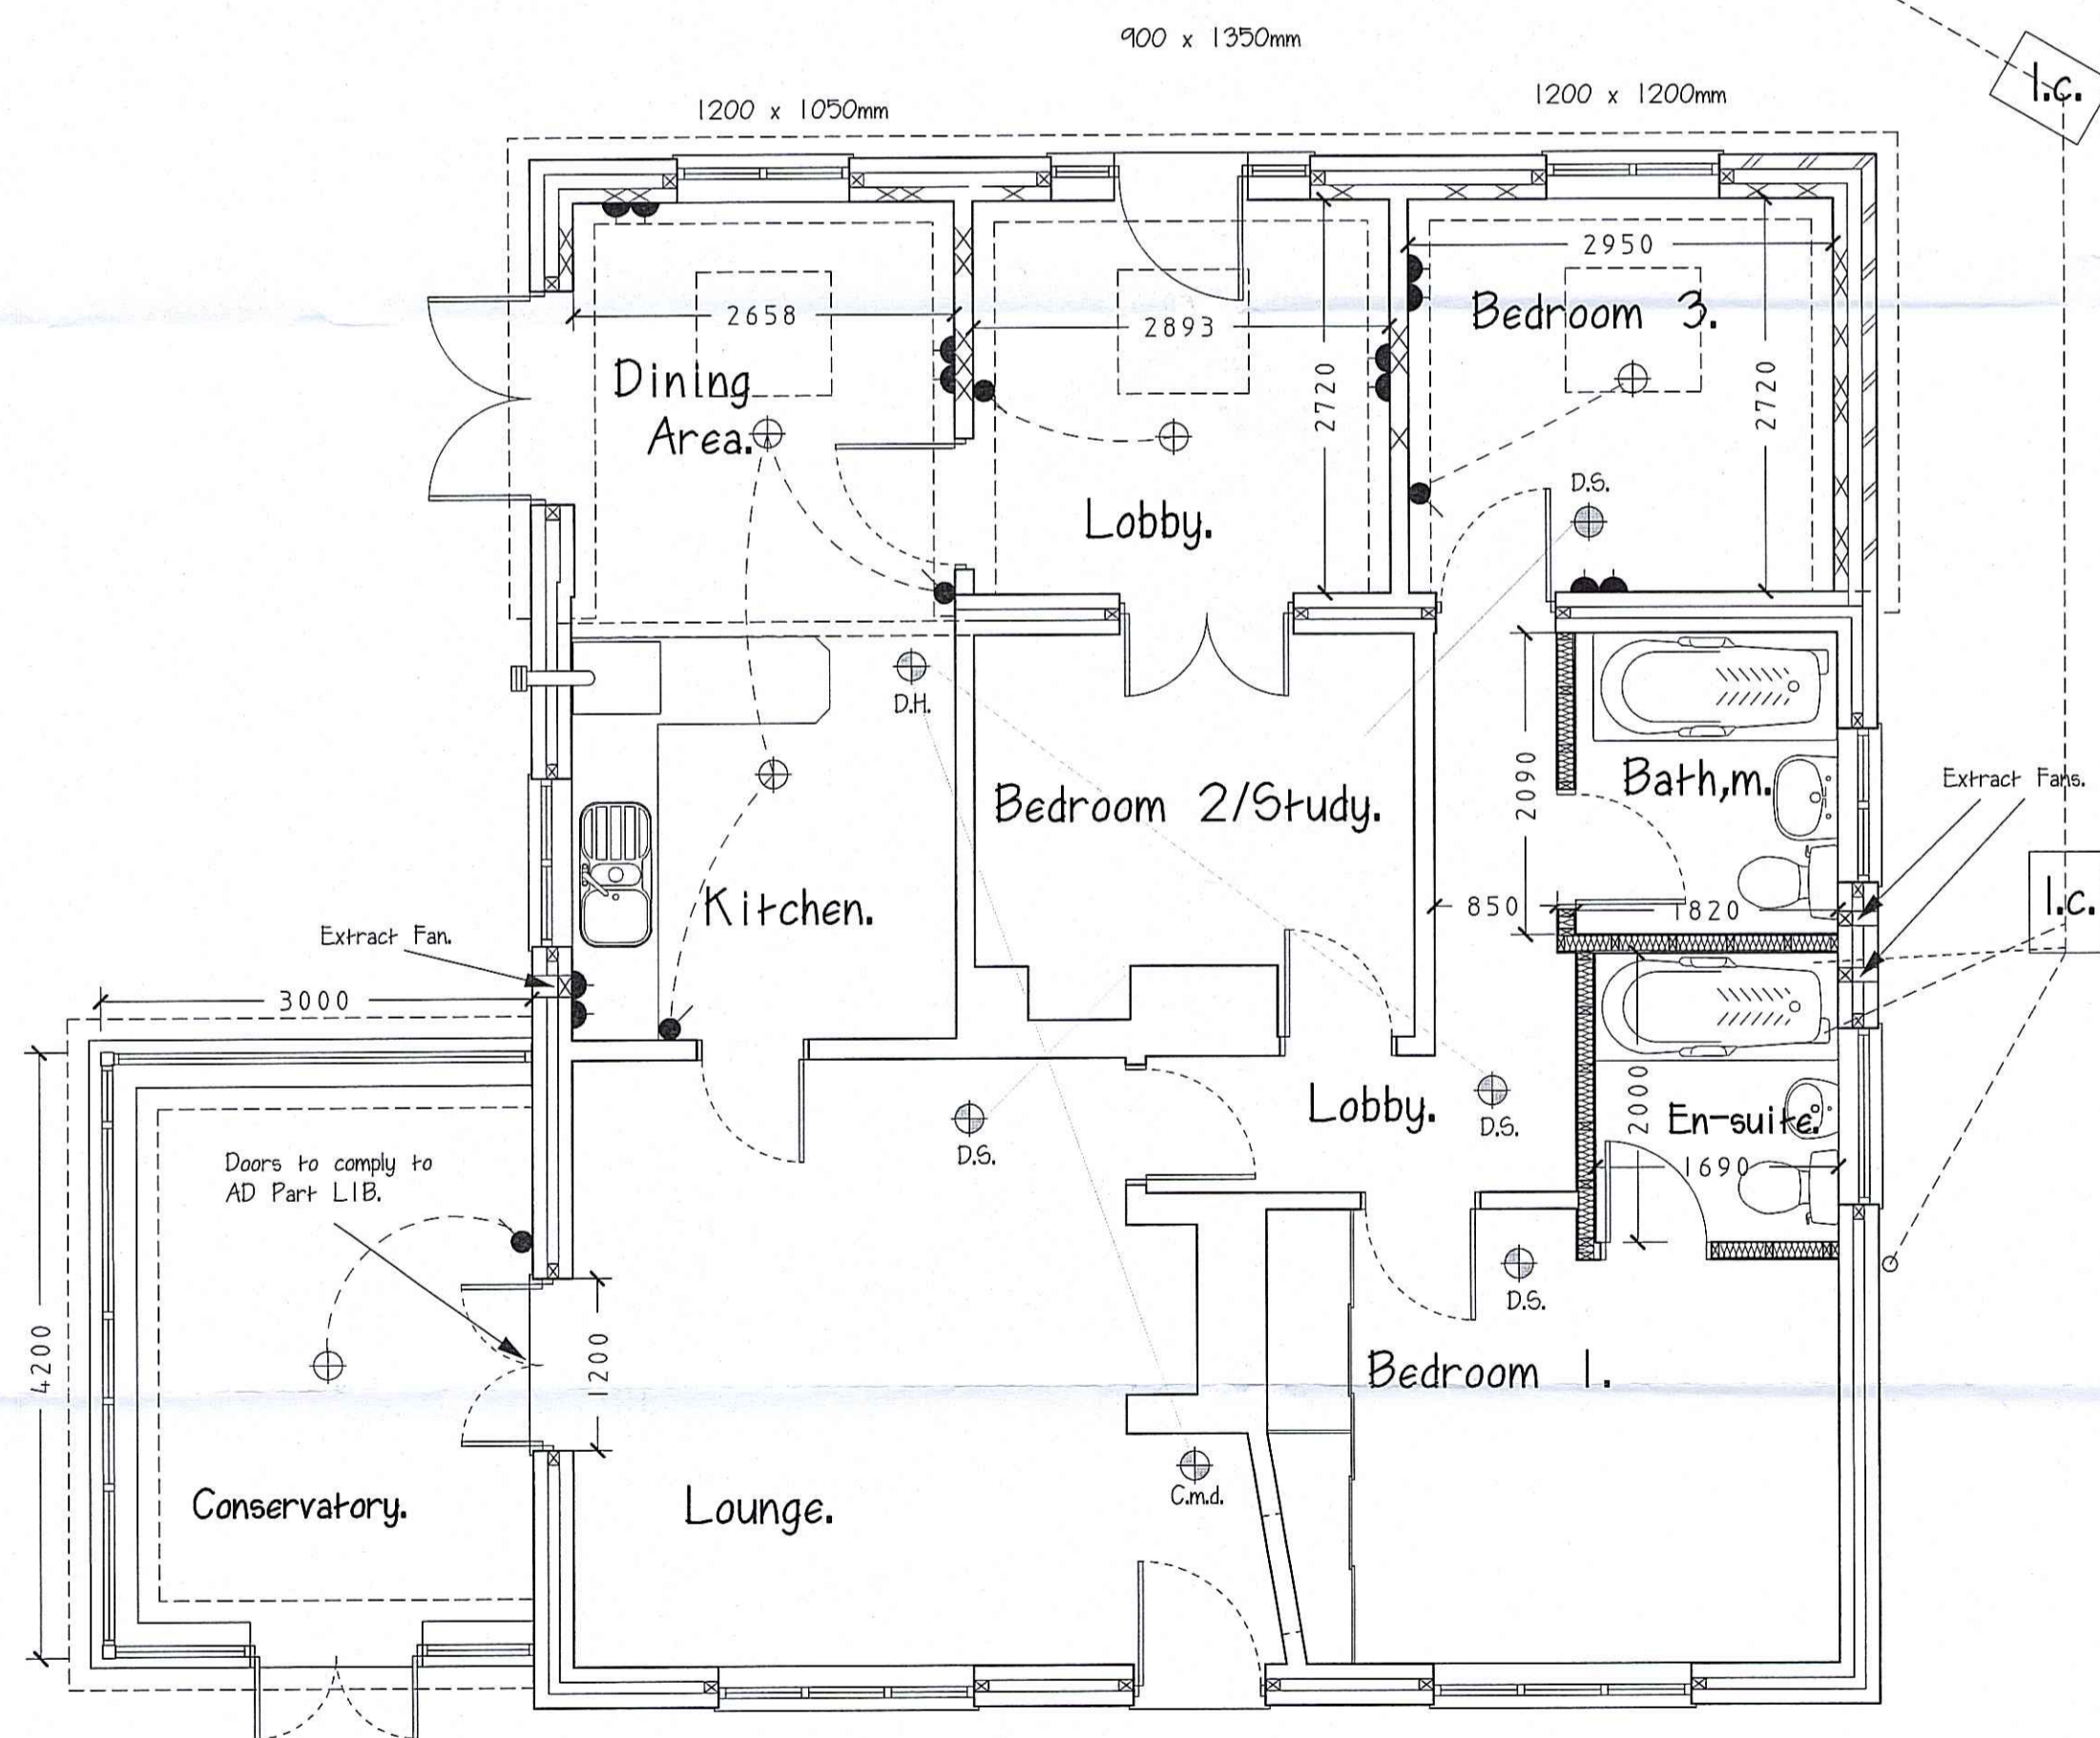 900 x 1350mm
1200 x 1050mm
1200 x 1200mm
I.c.
2950
2658
2893
Bedroom 3.
Dining
Area.
2720
2720
D.S.
Lobby.
D.H.
Bedroom 2/Study.
2090
Bath,m.
Extract Fans.
Kitchen.
850
1820
I.c.
Extract Fan.
3000
2000
Lobby.
D.S.
En-suite.
D.S.
1690
Doors to comply to
AD Part L1B.
D.S.
4200
1200
Bedroom 1.
C.m.d.
Conservatory.
Lounge.